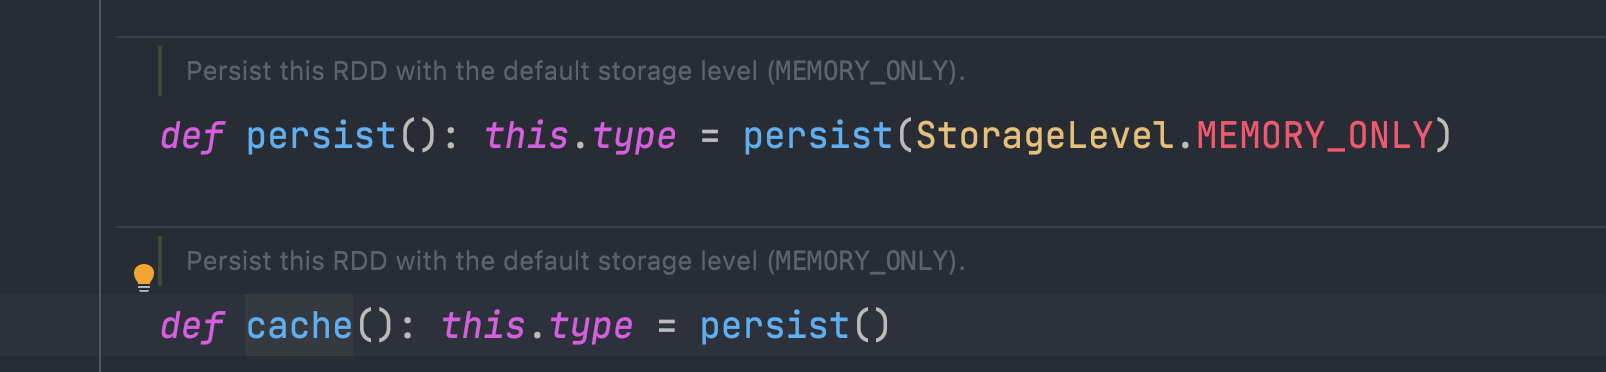 Persist this RDD with the default storage level (MEMORY_ONLY).
def persist(): this.type = persist(StorageLevel.MEMORY_ONLY)
Persist this RDD with the default storage level (MEMORY_ONLY).
def cache(): this.type = persist()